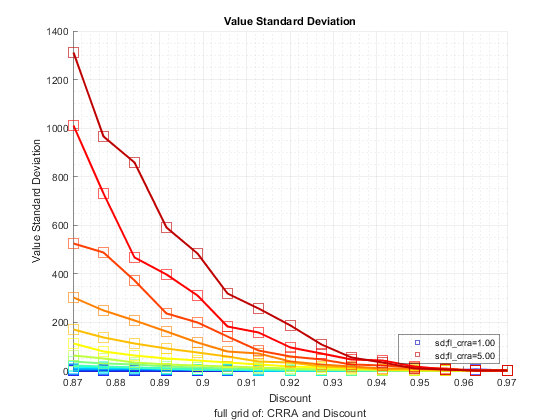 Value Standard Deviation
1400
1200
1000
800
600
400
200
0
Value Standard Deviation
sd;fl_crra=1.00
sd;fl_crra=5.00
0.87 0.88 0.89 0.9 0.91 0.92 0.93 0.94 0.95 0.96 0.97
Discount
full grid of: CRRA and Discount